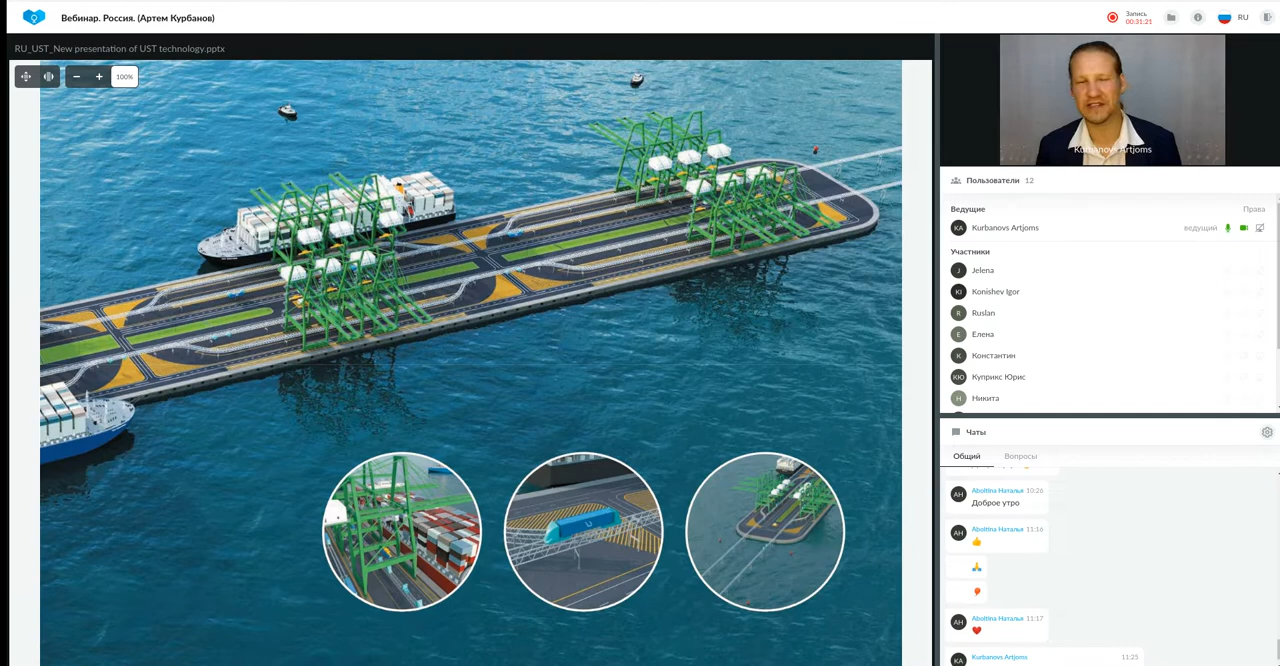 Вебинар. Россия. (Артем Курбанов)
Запись
00:31:21
RU
RU_UST_New presentation of UST technology.pptx
100%
Kurbanovs Artjoms
Пользователи 12
Ведущие Права
KA Kurbanovs Artjoms ведущий
Участники
J Jelena
KI Konishev Igor
R Ruslan
Е Елена
К Константин
КЮ Куприкс Юрис
Н Никита
Чаты
Общий Вопросы
АН Aboltina Наталья 10:26
Доброе утро
АН Aboltina Наталья 11:16
АН Aboltina Наталья 11:17
KA Kurbanovs Artjoms 11:25